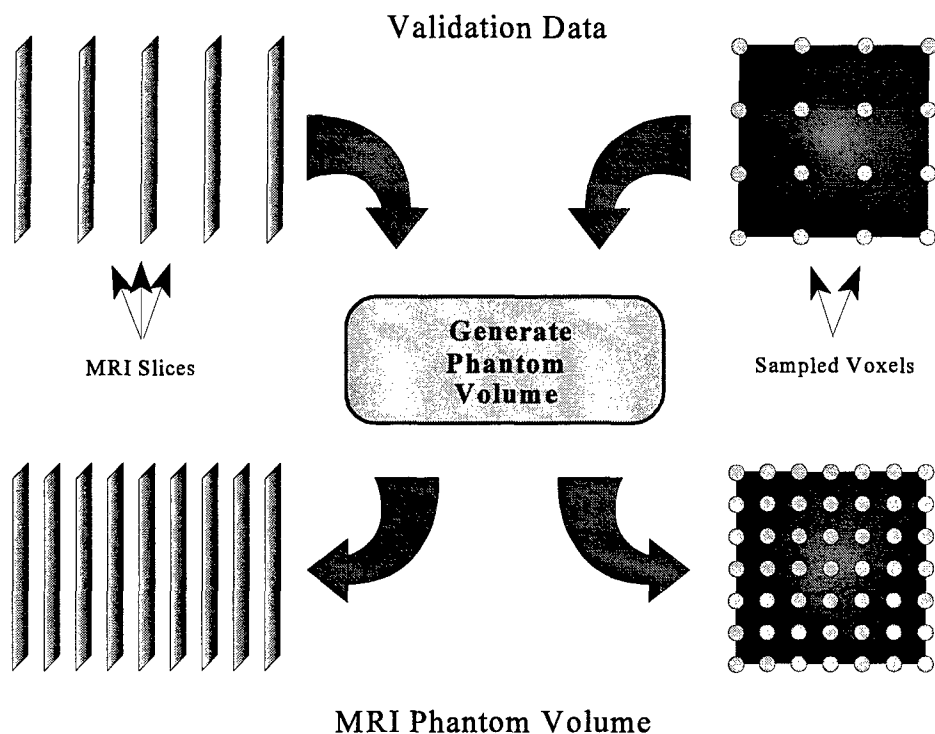 Validation Data
MRI Slices
Generate
Phantom
Volume
Sampled Voxels
MRI Phantom Volume